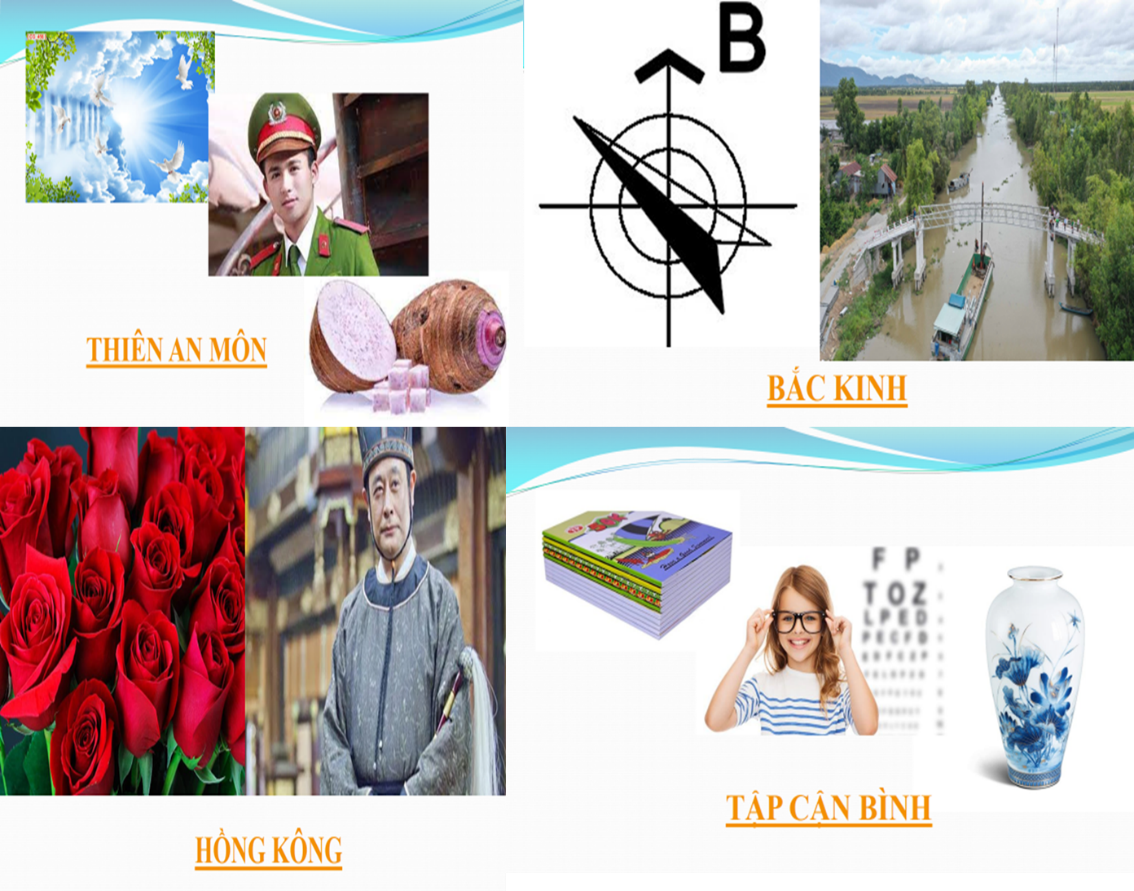 B
THIÊN AN MÔN
BẮC KINH
F P
T O Z
L P E D
P E C F D
HỒNG KÔNG
TẬP CẬN BÌNH